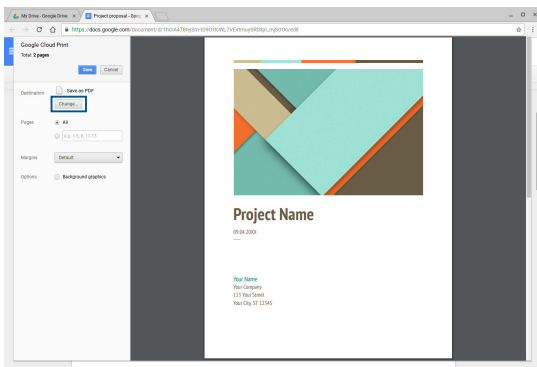 My Drive - Google Drive
Project proposal - Goog
https://docs.google.com
Google Cloud Print
Total: 2 pages
Save
Cancel
Destination
Save as PDF
Change...
Pages
All
e.g. 1-5, 8, 11-13
Margins
Default
Options
Background graphics
Project Name
09.04.20XX
Your Name
Your Company
123 Your Street
Your City, ST 12345